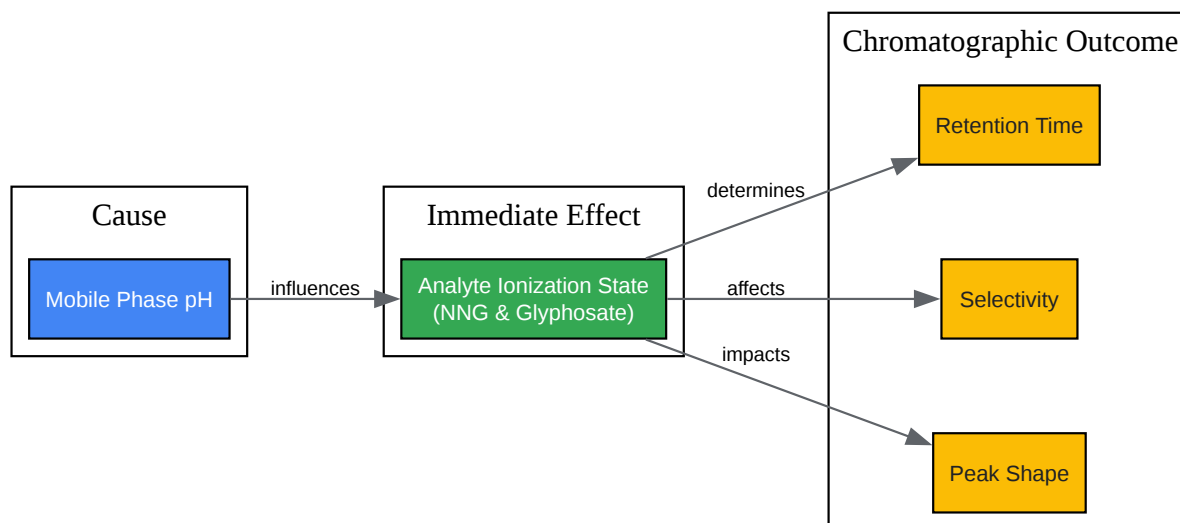 Cause
Mobile Phase pH
influences
Immediate Effect
Analyte Ionization State
(NNG & Glyphosate)
determines
affects
impacts
Chromatographic Outcome
Retention Time
Selectivity
Peak Shape